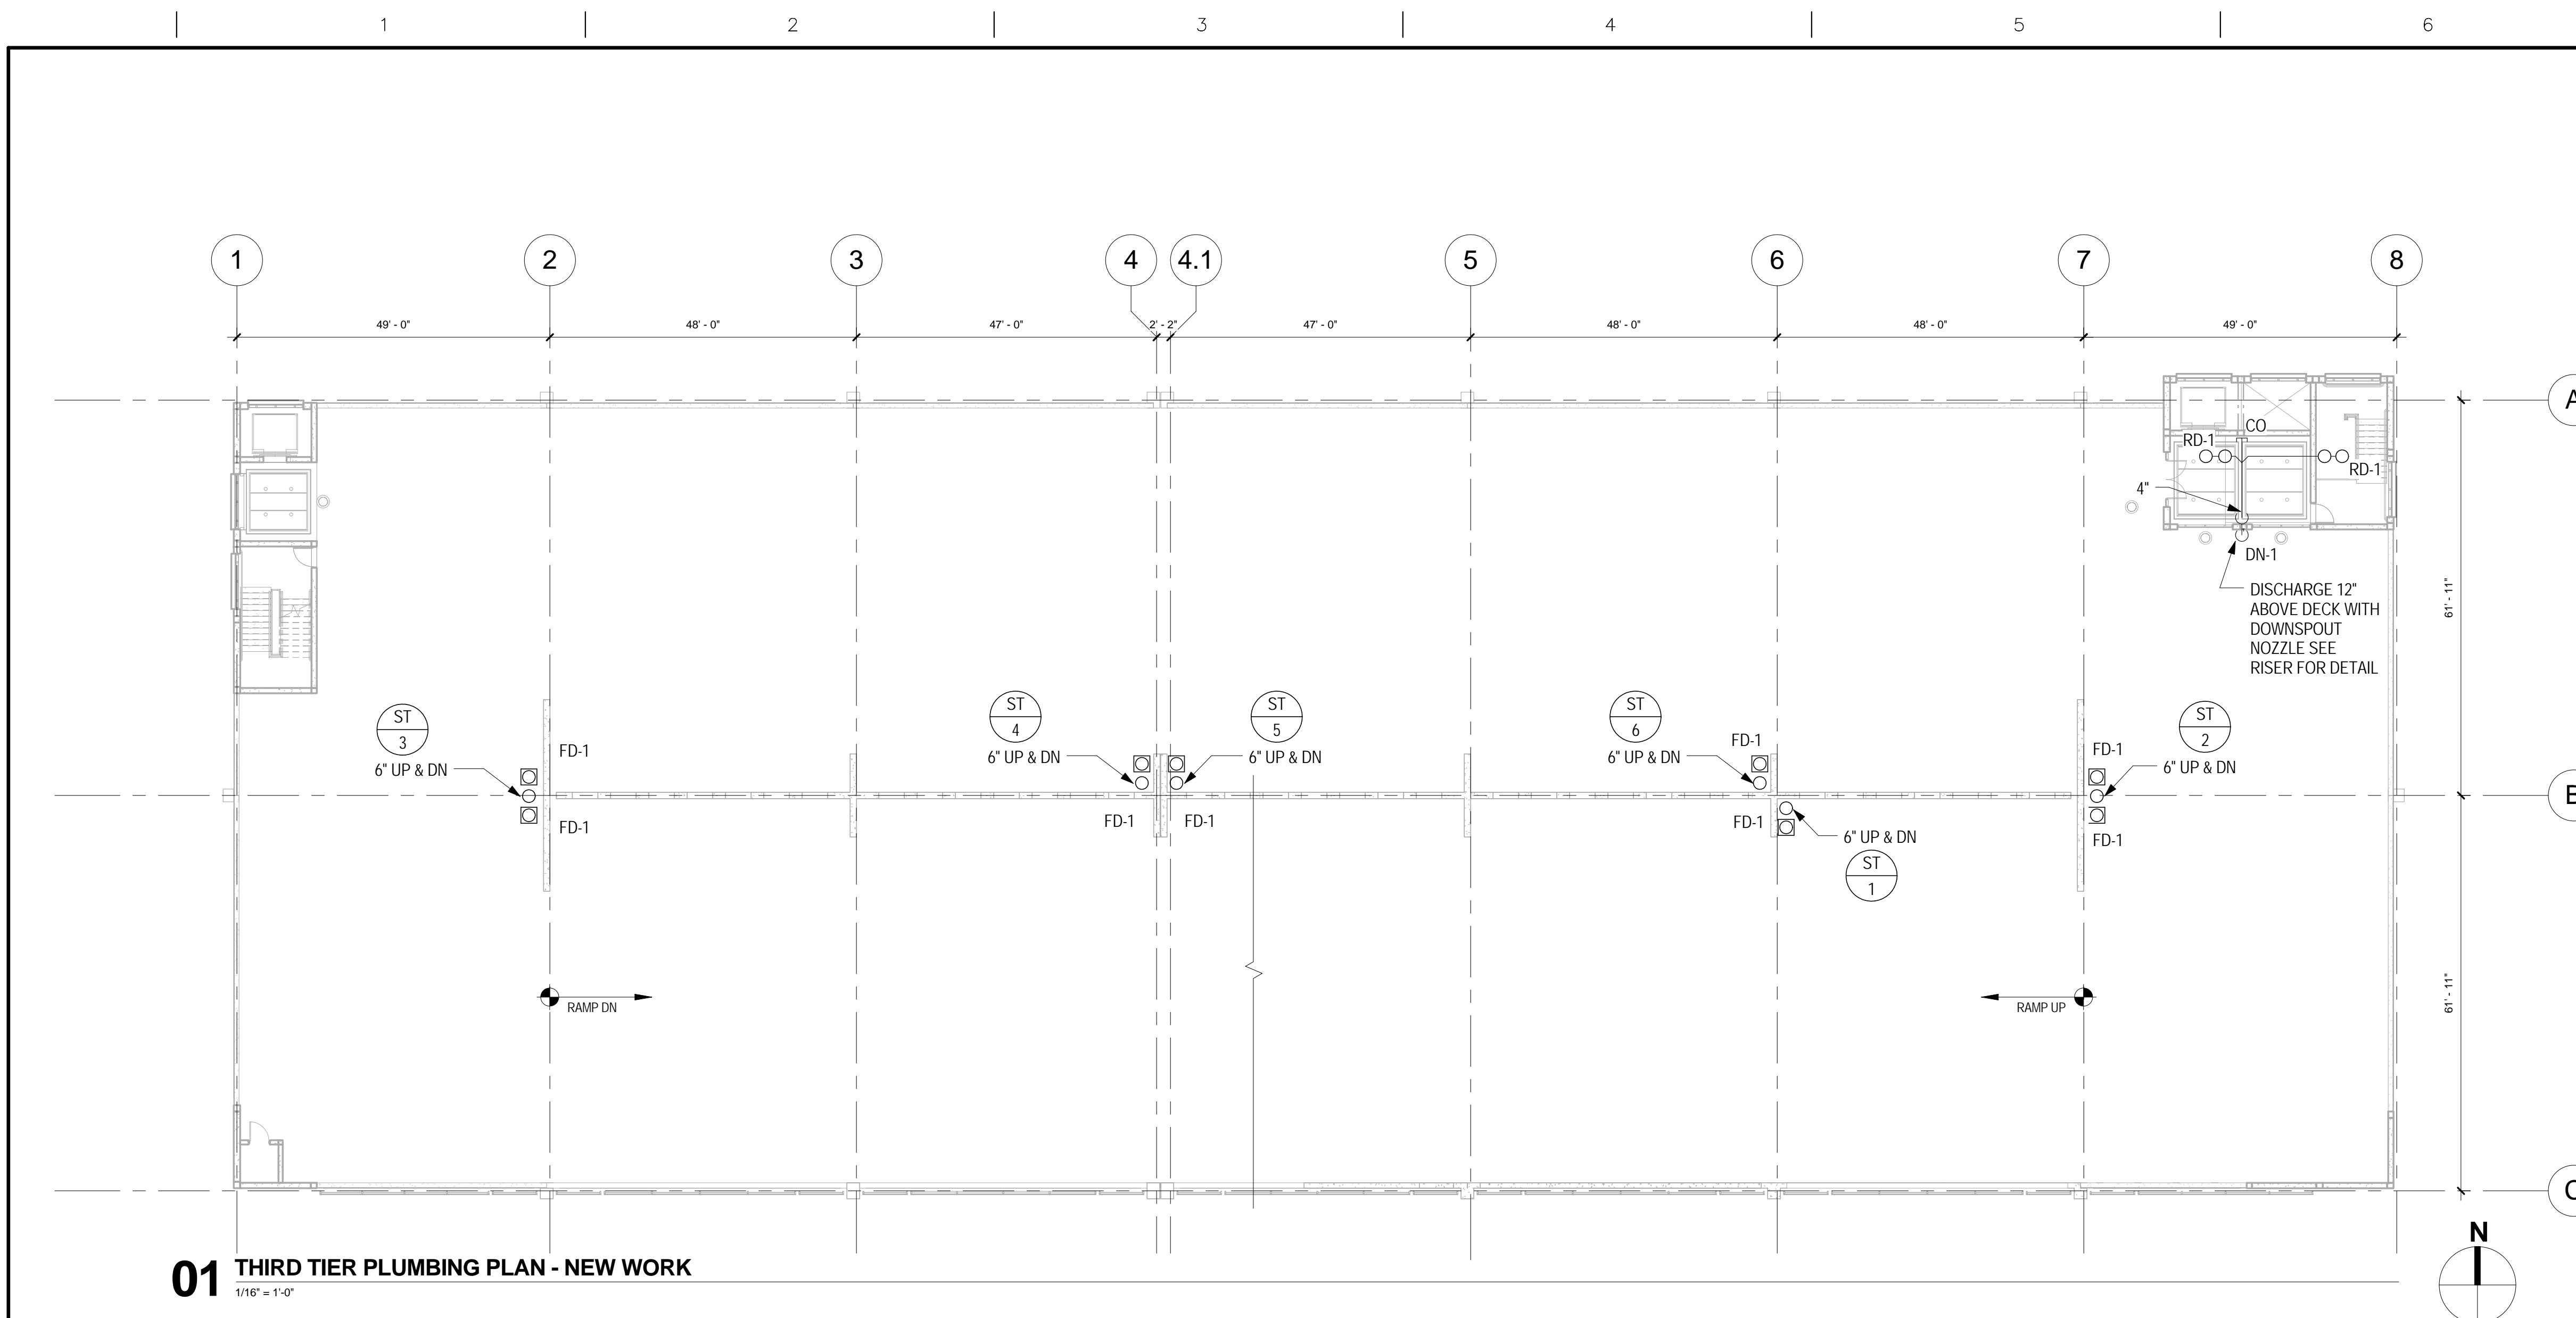 1 2 3 4 5 6
1 2 3 4 4.1 5 6 7 8
49' - 0" 48' - 0" 47' - 0" 2' - 2" 47' - 0" 48' - 0" 48' - 0" 49' - 0"
A
CO
RD-1
RD-1
4"
DN-1
DISCHARGE 12"
ABOVE DECK WITH
DOWNSPOUT
NOZZLE SEE
RISER FOR DETAIL
61' - 11"
ST
3
6" UP & DN
FD-1
FD-1
ST
4
6" UP & DN
FD-1
ST
5
6" UP & DN
FD-1
ST
6
6" UP & DN
FD-1
FD-1
6" UP & DN
ST
1
ST
2
6" UP & DN
FD-1
FD-1
B
61' - 11"
RAMP DN
RAMP UP
C
N
01 THIRD TIER PLUMBING PLAN - NEW WORK
1/16" = 1'-0"